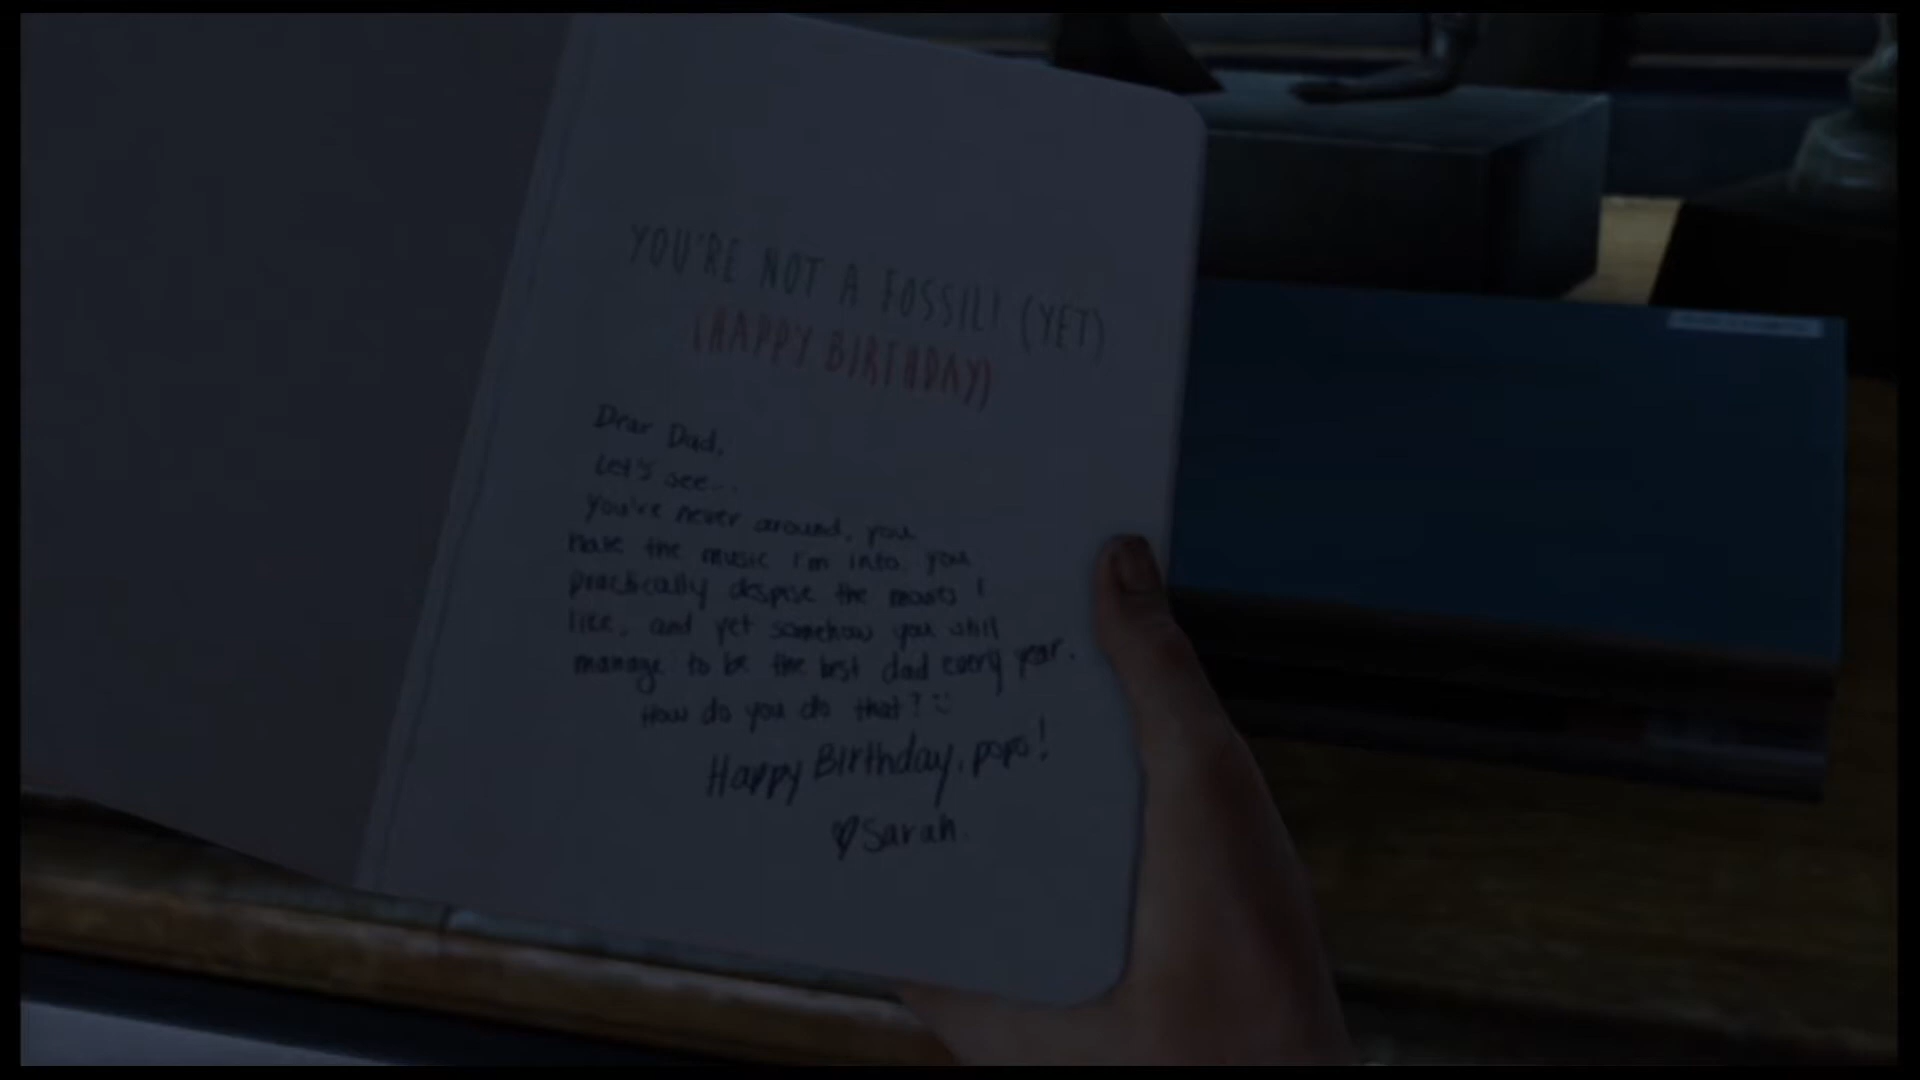 YOU'RE NOT A FOSSIL! (YET)
(HAPPY BIRTHDAY)
Dear Dad,
Let's see...
You're never around, you
hate the music i'm into, you
practically despise the movies I
like, and yet somehow you still
manage to be the best dad every year.
How do you do that? :)
Happy Birthday, pops!
♡ Sarah